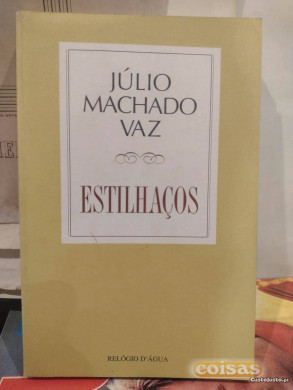 JÚLIO
MACHADO
VAZ
ESTILHAÇOS
RELÓGIO D'ÁGUA
coisas